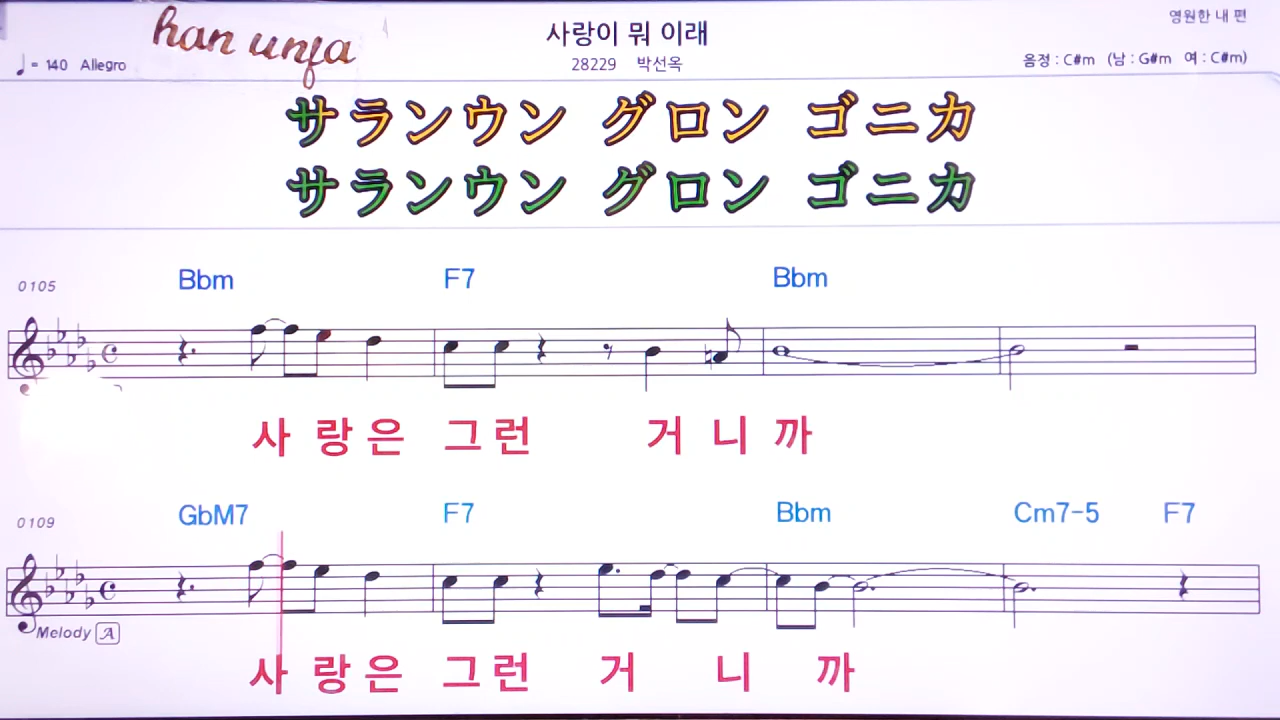 han unfa
사랑이 뭐 이래
영원한 내 편
♩= 140 Allegro
28229 박선옥
음정 : C#m (남 : G#m 여 : C#m)
サランウン グロン ゴニカ
サランウン グロン ゴニカ
0105
Bbm F7 Bbm
사 랑 은 그 런 거 니 까
0109
GbM7 F7 Bbm Cm7-5 F7
Melody A
사 랑 은 그 런 거 니 까